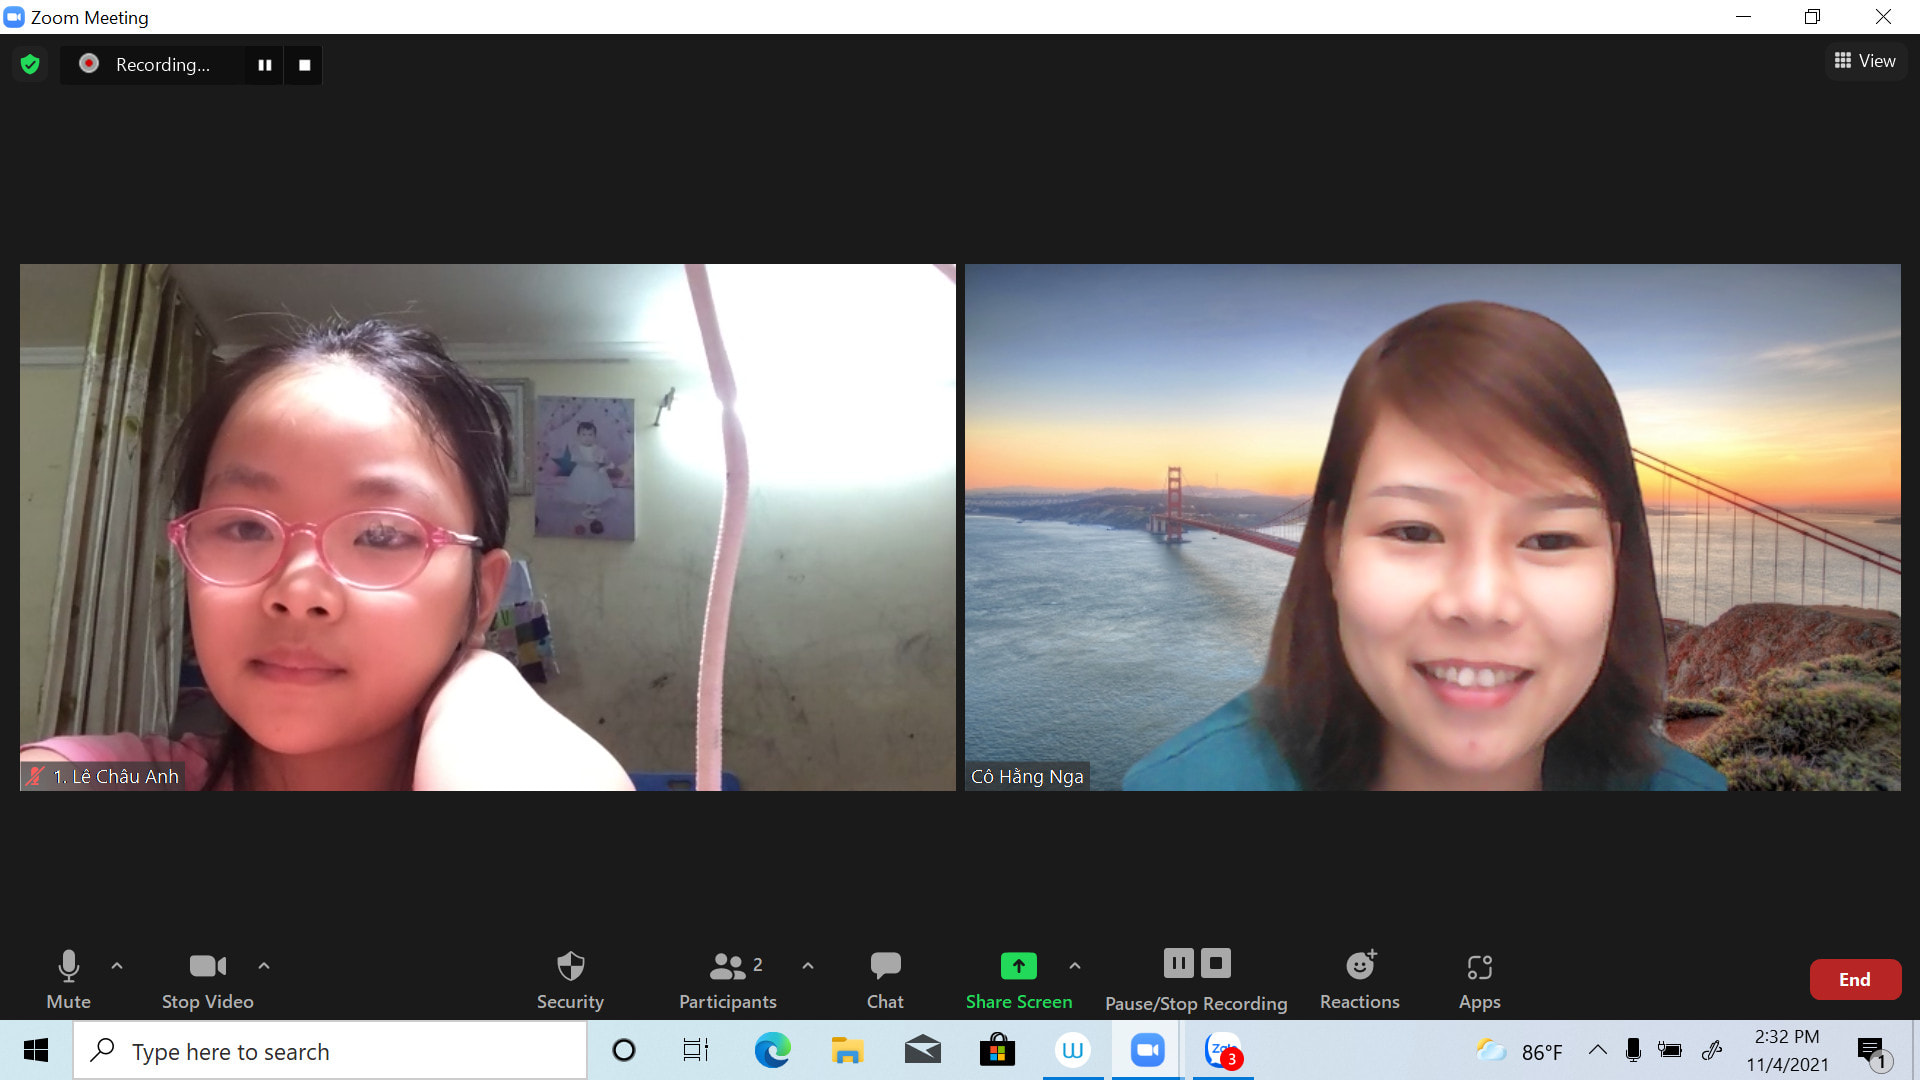 Zoom Meeting
Recording...
View
1. Lê Châu Anh
Cô Hằng Nga
2
Mute
Stop Video
Security
Participants
Chat
Share Screen
Pause/Stop Recording
Reactions
Apps
End
Type here to search
W
Zalo
3
86°F
2:32 PM
11/4/2021
1